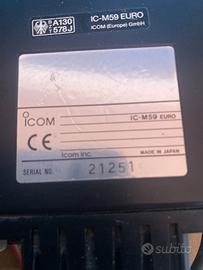 B A130 IC-M59 EURO
T 578J ICOM (Europe) GmbH
ICOM IC-M59 EURO
CE
Icom Inc. MADE IN JAPAN
SERIAL NO. 21251
subito